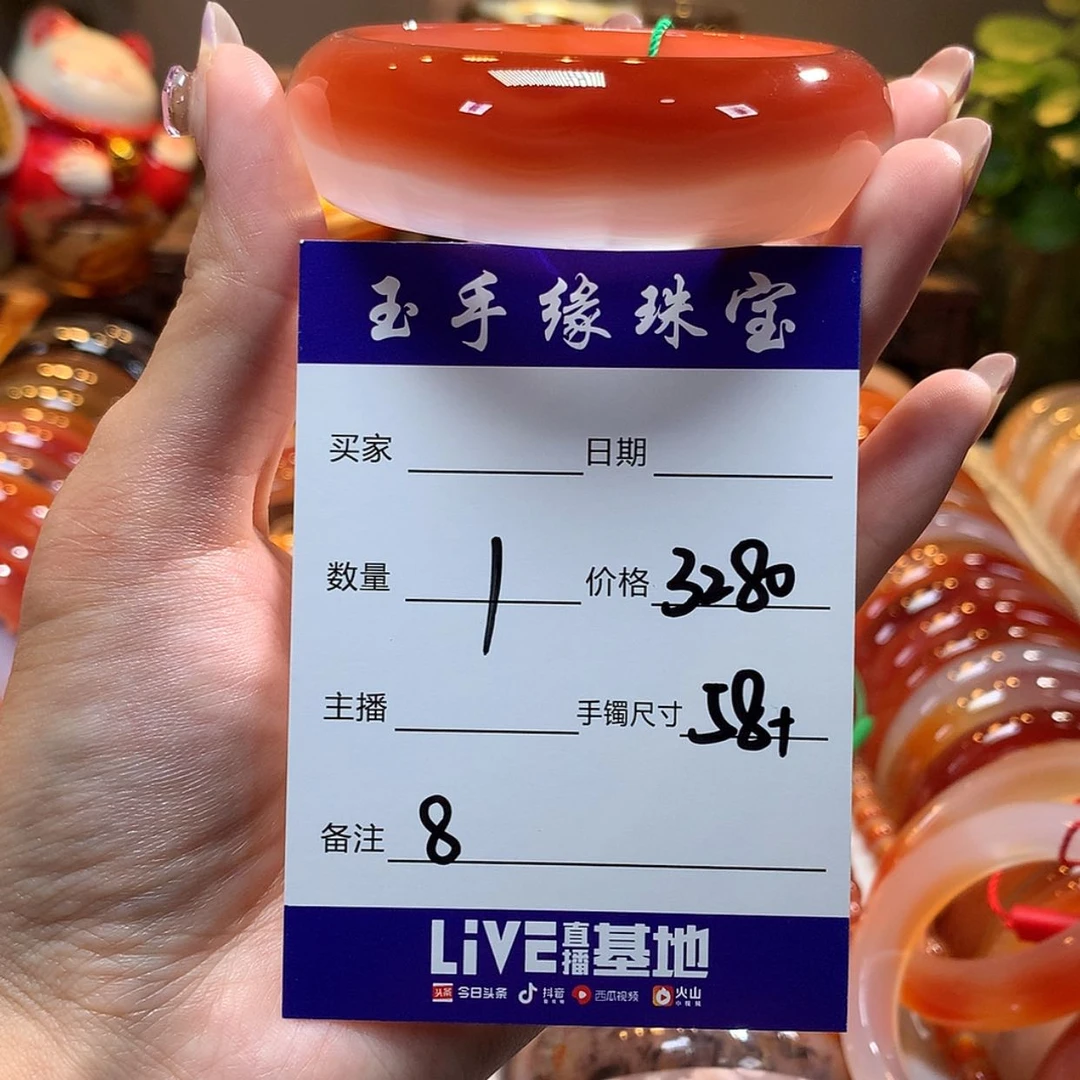 玉手缘珠宝
买家 日期
数量 1 价格 3280
主播 手镯尺寸 58+
备注 8
LiVE直播基地
头条 今日头条 抖音 西瓜视频 火山